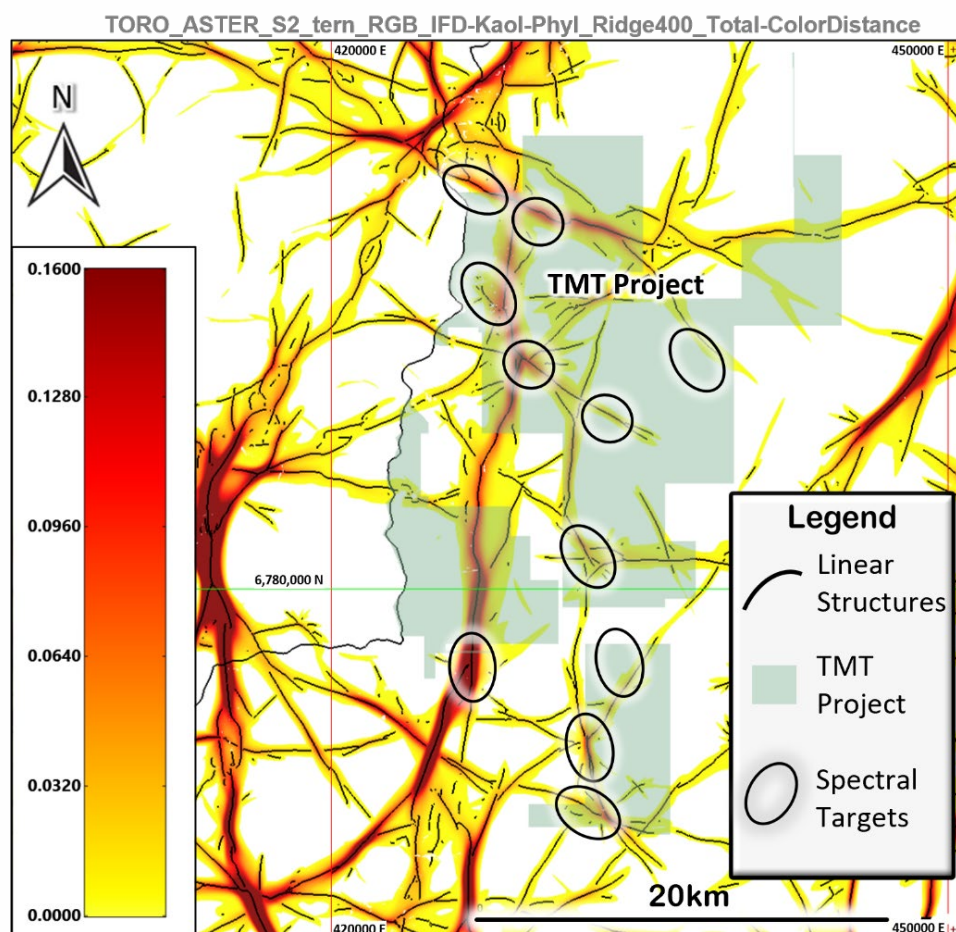 TORO_ASTER_S2_tern_RGB_IFD-Kaol-Phyl_Ridge400_Total-ColorDistance
420000 E
450000 E
N
0.1600
0.1280
0.0960
0.0640
0.0320
0.0000
TMT Project
6,780,000 N
Legend
Linear
Structures
TMT
Project
Spectral
Targets
20km
420000 E
450000 E